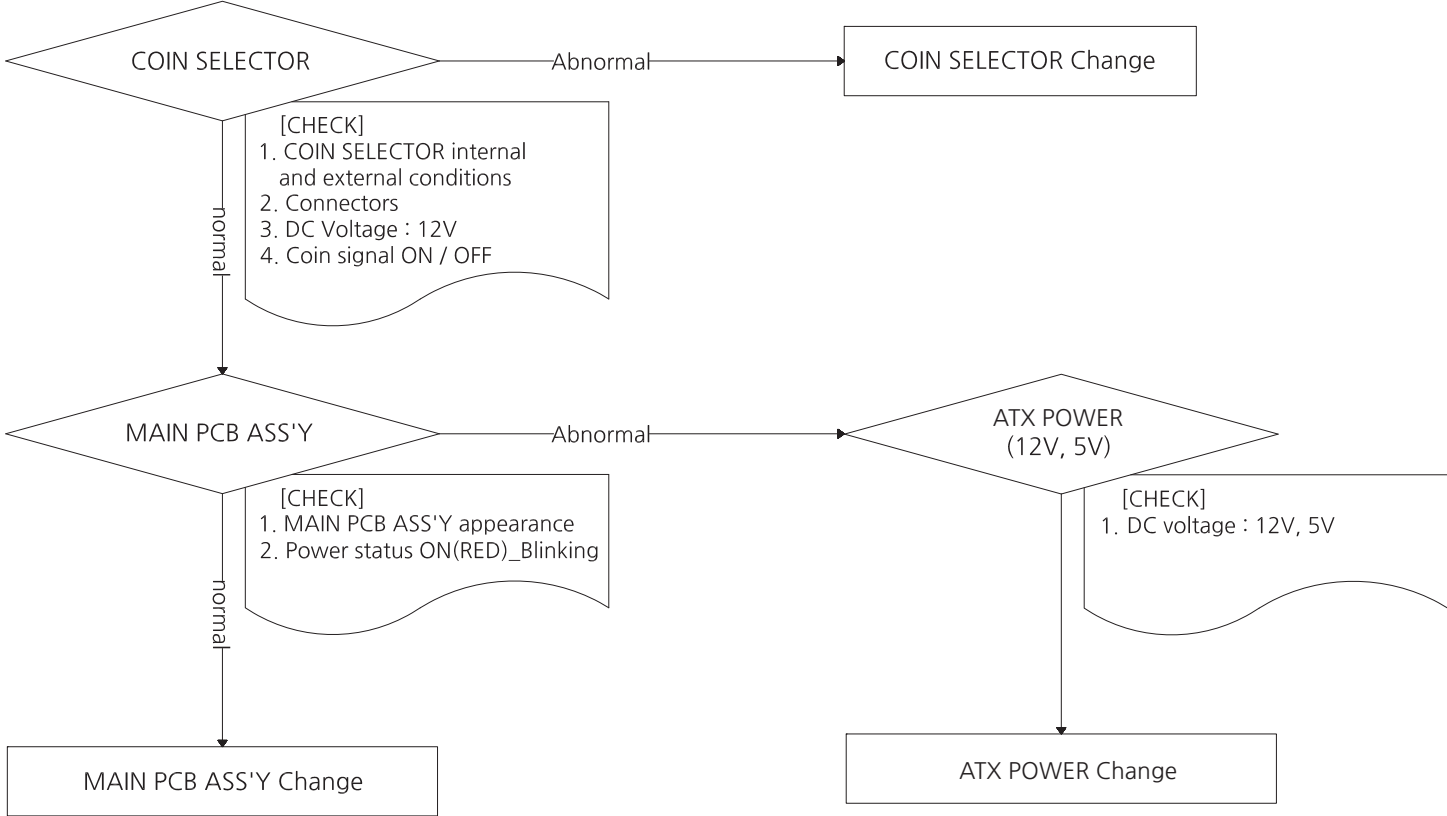 COIN SELECTOR
Abnormal
COIN SELECTOR Change
[CHECK]
1. COIN SELECTOR internal
and external conditions
2. Connectors
3. DC Voltage : 12V
4. Coin signal ON / OFF
normal
MAIN PCB ASS'Y
Abnormal
ATX POWER
(12V, 5V)
[CHECK]
1. MAIN PCB ASS'Y appearance
2. Power status ON(RED)_Blinking
[CHECK]
1. DC voltage : 12V, 5V
normal
MAIN PCB ASS'Y Change
ATX POWER Change